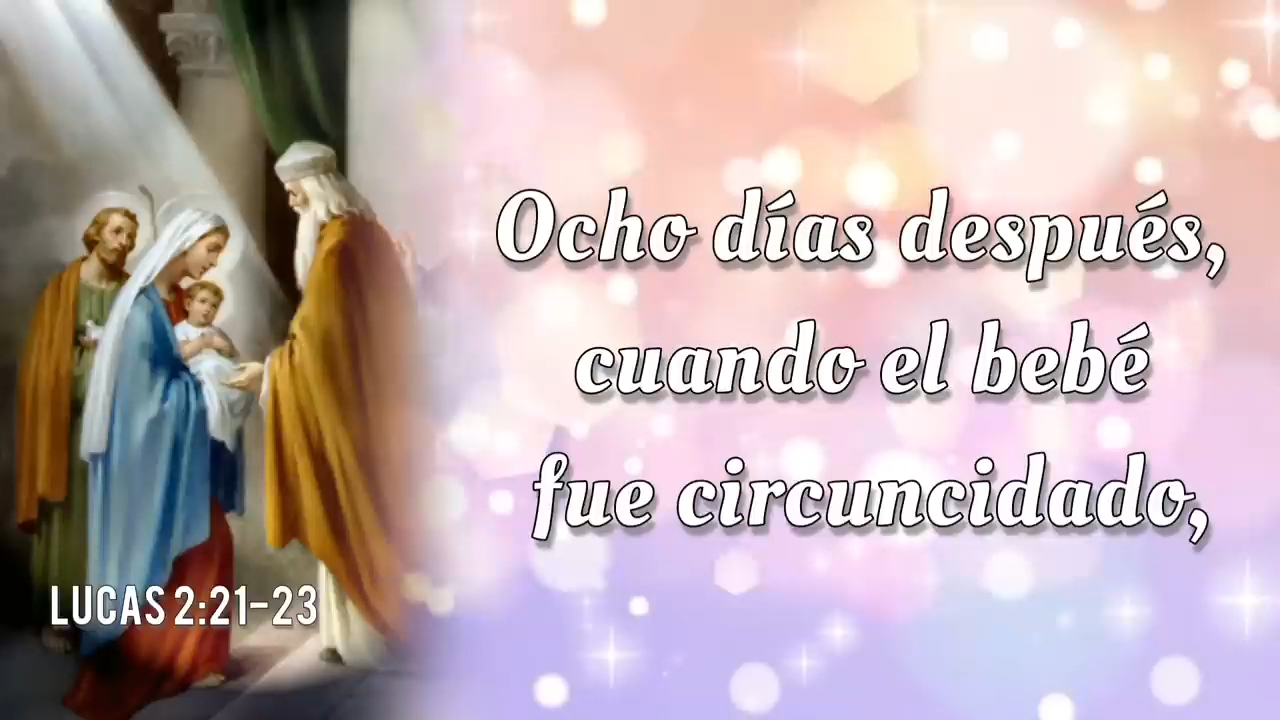 Ocho días después,
cuando el bebé
fue circuncidado,
LUCAS 2:21-23